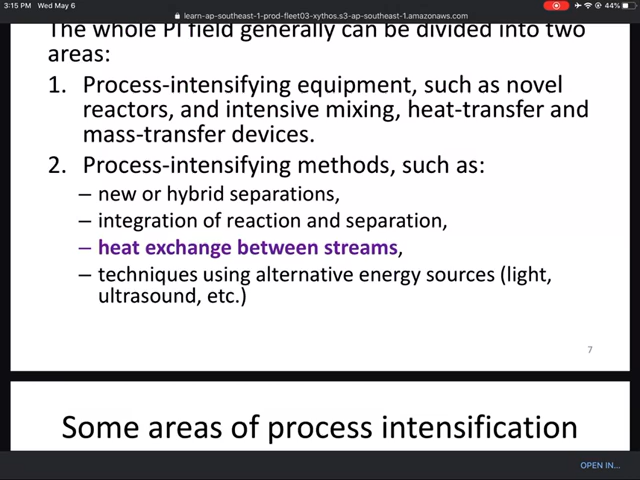 3:15 PM Wed May 6
44%
learn-ap-southeast-1-prod-fleet03-xythos.s3-ap-southeast-1.amazonaws.com
The whole PI field generally can be divided into two
areas:
1. Process-intensifying equipment, such as novel
reactors, and intensive mixing, heat-transfer and
mass-transfer devices.
2. Process-intensifying methods, such as:
– new or hybrid separations,
– integration of reaction and separation,
– heat exchange between streams,
– techniques using alternative energy sources (light,
ultrasound, etc.)
7
Some areas of process intensification
OPEN IN...